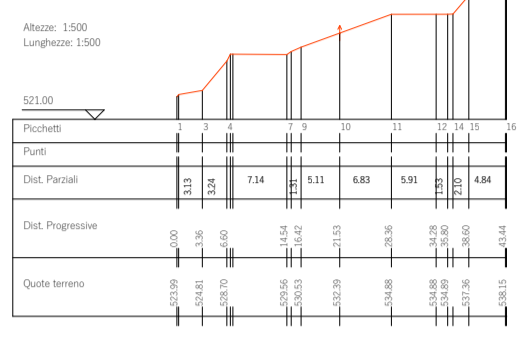 Altezze: 1:500
Lunghezze: 1:500
521.00
Picchetti 1 3 4 7 9 10 11 12 14 15 16
Punti
Dist. Parziali 3.13 3.24 7.14 1.31 5.11 6.83 5.91 1.53 2.10 4.84
Dist. Progressive 0.00 3.36 6.60 14.54 16.42 21.53 28.36 34.28 35.80 38.60 43.44
Quote terreno 523.99 524.81 528.70 529.56 530.53 532.39 534.88 534.88 534.89 537.36 538.15